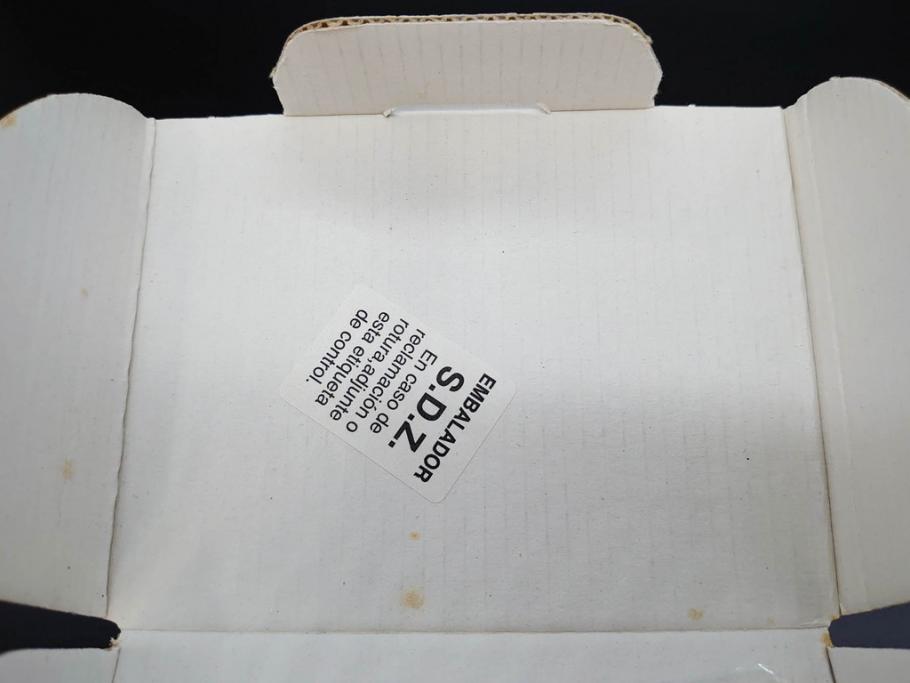 EMBALADOR
S.D.Z.
En caso de
reclamación o
rotura,adjunte
esta etiqueta
de control.